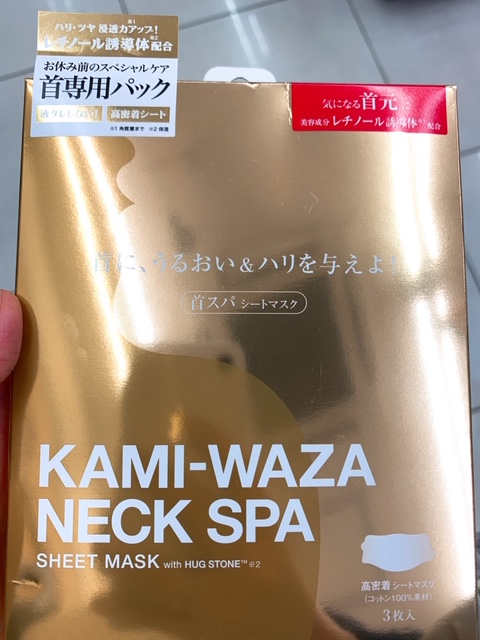 ハリ・ツヤ 浸透力アップ!※1
レチノール誘導体配合
お休み前のスペシャルケア
首専用パック
液ダレしない! 高密着シート
※1 角質層まで ※2 保湿
気になる首元に
美容成分 レチノール誘導体※1配合
首に、うるおい&ハリを与えよ!
首スパ シートマスク
KAMI-WAZA
NECK SPA
SHEET MASK with HUG STONE™※2
高密着 シートマスク
(コットン100%素材)
3枚入